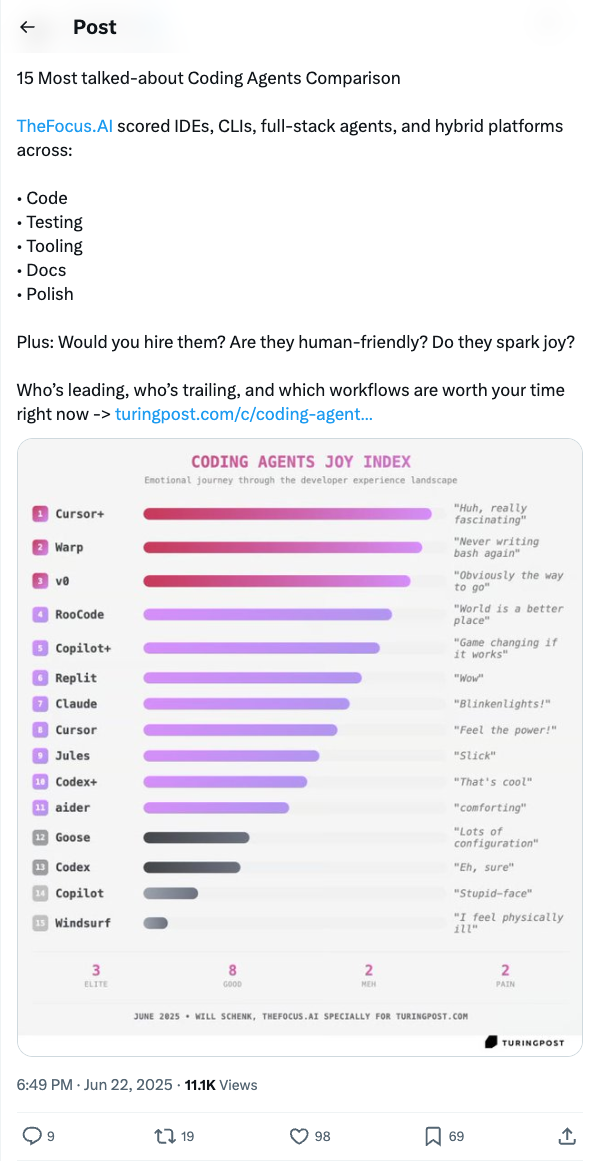 Post
15 Most talked-about Coding Agents Comparison
TheFocus.AI scored IDEs, CLIs, full-stack agents, and hybrid platforms
across:
• Code
• Testing
• Tooling
• Docs
• Polish
Plus: Would you hire them? Are they human-friendly? Do they spark joy?
Who’s leading, who’s trailing, and which workflows are worth your time
right now -> turingpost.com/c/coding-agent...
CODING AGENTS JOY INDEX
Emotional journey through the developer experience landscape
1 Cursor+ "Huh, really
fascinating"
2 Warp "Never writing
bash again"
3 v0 "Obviously the way
to go"
4 RooCode "World is a better
place"
5 Copilot+ "Game changing if
it works"
6 Replit "Wow"
7 Claude "Blinkenlights!"
8 Cursor "Feel the power!"
9 Jules "Slick"
10 Codex+ "That's cool"
11 aider "comforting"
12 Goose "Lots of
configuration"
13 Codex "Eh, sure"
14 Copilot "Stupid-face"
15 Windsurf "I feel physically
ill"
3 8 2 2
ELITE GOOD MEH PAIN
JUNE 2025 • WILL SCHENK, THEFOCUS.AI SPECIALLY FOR TURINGPOST.COM
TURINGPOST
6:49 PM · Jun 22, 2025 · 11.1K Views
9 19 98 69